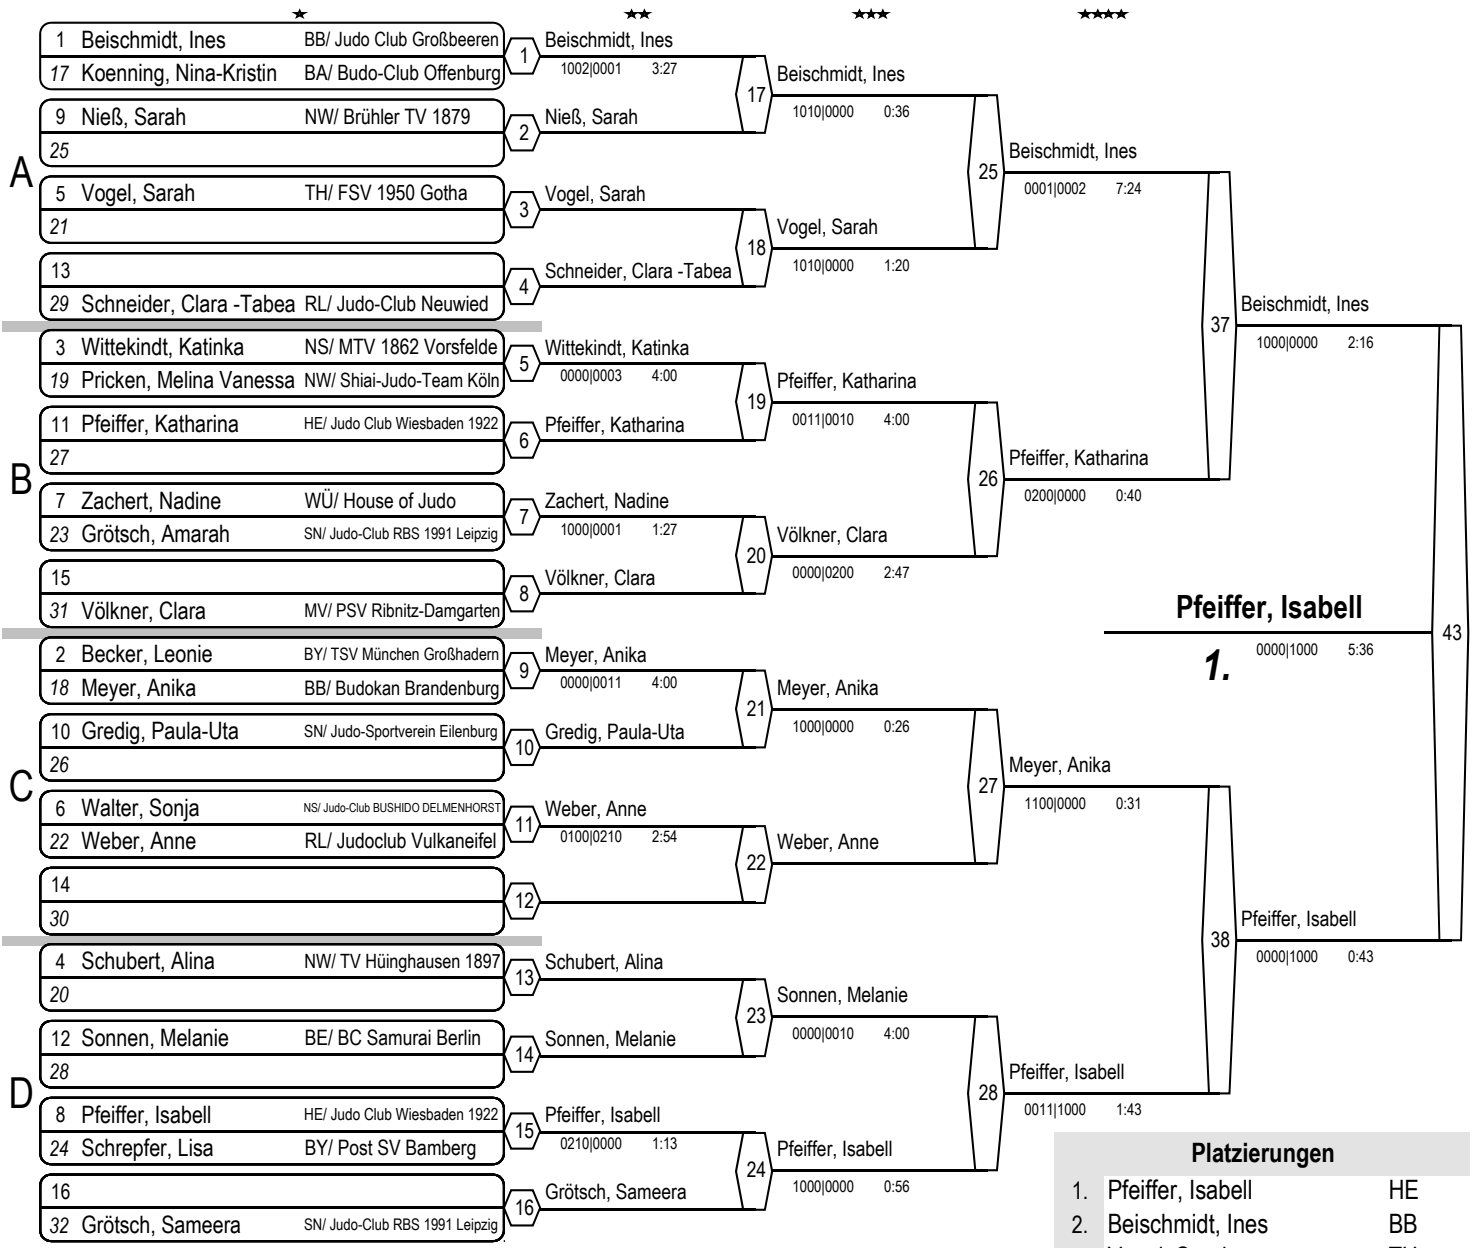 1 Beischmidt, Ines BB/ Judo Club Großbeeren
17 Koenning, Nina-Kristin BA/ Budo-Club Offenburg
9 Nieß, Sarah NW/ Brühler TV 1879
25
A
5 Vogel, Sarah TH/ FSV 1950 Gotha
21
13
29 Schneider, Clara -Tabea RL/ Judo-Club Neuwied
3 Wittekindt, Katinka NS/ MTV 1862 Vorsfelde
19 Pricken, Melina Vanessa NW/ Shiai-Judo-Team Köln
11 Pfeiffer, Katharina HE/ Judo Club Wiesbaden 1922
27
B
7 Zachert, Nadine WÜ/ House of Judo
23 Grötsch, Amarah SN/ Judo-Club RBS 1991 Leipzig
15
31 Völkner, Clara MV/ PSV Ribnitz-Damgarten
2 Becker, Leonie BY/ TSV München Großhadern
18 Meyer, Anika BB/ Budokan Brandenburg
10 Gredig, Paula-Uta SN/ Judo-Sportverein Eilenburg
26
C
6 Walter, Sonja NS/ Judo-Club BUSHIDO DELMENHORST
22 Weber, Anne RL/ Judoclub Vulkaneifel
14
30
4 Schubert, Alina NW/ TV Hüinghausen 1897
20
12 Sonnen, Melanie BE/ BC Samurai Berlin
28
D
8 Pfeiffer, Isabell HE/ Judo Club Wiesbaden 1922
24 Schrepfer, Lisa BY/ Post SV Bamberg
16
32 Grötsch, Sameera SN/ Judo-Club RBS 1991 Leipzig
1 Beischmidt, Ines
1002|0001 3:27
2 Nieß, Sarah
3 Vogel, Sarah
4 Schneider, Clara -Tabea
5 Wittekindt, Katinka
0000|0003 4:00
6 Pfeiffer, Katharina
7 Zachert, Nadine
1000|0001 1:27
8 Völkner, Clara
9 Meyer, Anika
0000|0011 4:00
10 Gredig, Paula-Uta
11 Weber, Anne
0100|0210 2:54
12
13 Schubert, Alina
14 Sonnen, Melanie
15 Pfeiffer, Isabell
0210|0000 1:13
16 Grötsch, Sameera
17 Beischmidt, Ines
1010|0000 0:36
18 Vogel, Sarah
1010|0000 1:20
19 Pfeiffer, Katharina
0011|0010 4:00
20 Völkner, Clara
0000|0200 2:47
21 Meyer, Anika
1000|0000 0:26
22 Weber, Anne
23 Sonnen, Melanie
0000|0010 4:00
24 Pfeiffer, Isabell
1000|0000 0:56
25 Beischmidt, Ines
0001|0002 7:24
26 Pfeiffer, Katharina
0200|0000 0:40
27 Meyer, Anika
1100|0000 0:31
28 Pfeiffer, Isabell
0011|1000 1:43
37 Beischmidt, Ines
1000|0000 2:16
38 Pfeiffer, Isabell
0000|1000 0:43
43
Pfeiffer, Isabell
1. 0000|1000 5:36
Platzierungen
1. Pfeiffer, Isabell HE
2. Beischmidt, Ines BB